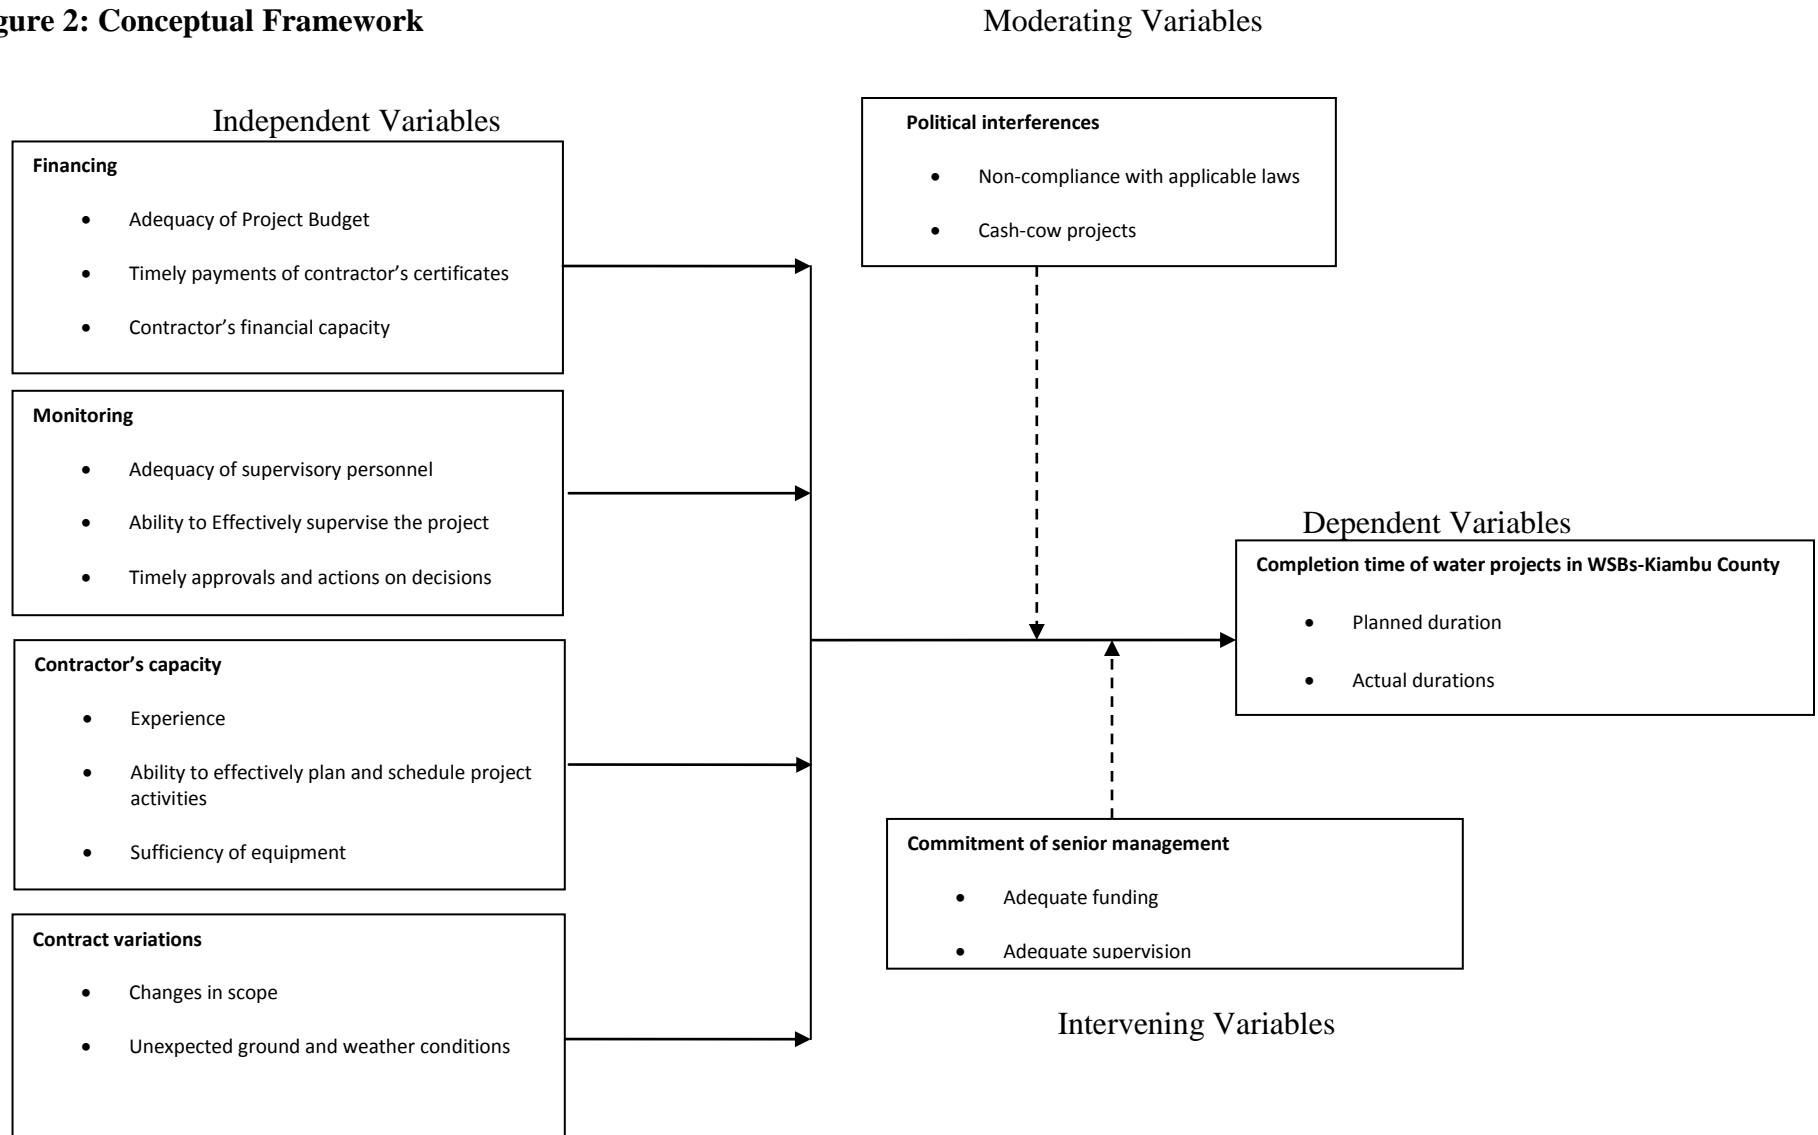 gure 2: Conceptual Framework
Moderating Variables
Independent Variables
Financing
• Adequacy of Project Budget
• Timely payments of contractor’s certificates
• Contractor’s financial capacity
Monitoring
• Adequacy of supervisory personnel
• Ability to Effectively supervise the project
• Timely approvals and actions on decisions
Contractor’s capacity
• Experience
• Ability to effectively plan and schedule project
activities
• Sufficiency of equipment
Contract variations
• Changes in scope
• Unexpected ground and weather conditions
Political interferences
• Non-compliance with applicable laws
• Cash-cow projects
Dependent Variables
Completion time of water projects in WSBs-Kiambu County
• Planned duration
• Actual durations
Commitment of senior management
• Adequate funding
• Adequate supervision
Intervening Variables